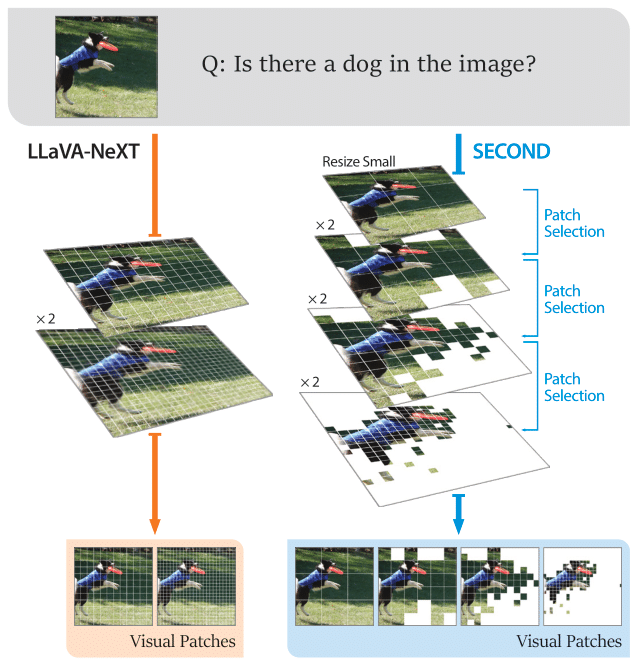 Q: Is there a dog in the image?
LLaVA-NeXT
SECOND
Resize Small
× 2
Patch
Selection
× 2
× 2
Patch
Selection
× 2
× 2
Patch
Selection
Visual Patches
Visual Patches